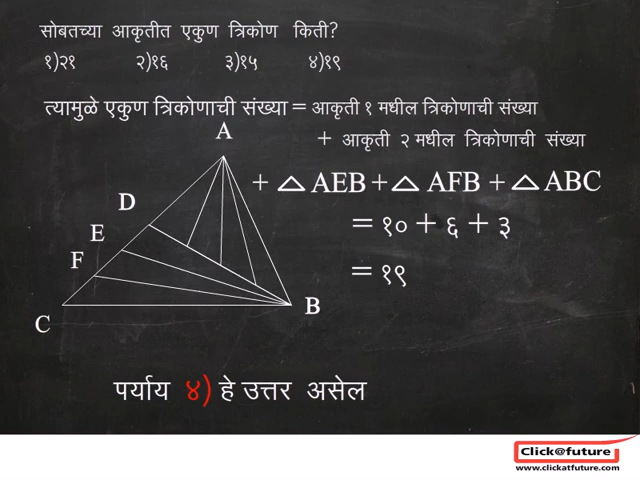 सोबतच्या आकृतीत एकुण त्रिकोण किती?
१)२१ २)१६ ३)१५ ४)१९
त्यामुळे एकुण त्रिकोणाची संख्या = आकृती १ मधील त्रिकोणाची संख्या
+ आकृती २ मधील त्रिकोणाची संख्या
+ △ AEB + △ AFB + △ ABC
= १० + ६ + ३
= १९
A
D
E
F
B
C
पर्याय ४) हे उत्तर असेल
Click@future
www.clickatfuture.com